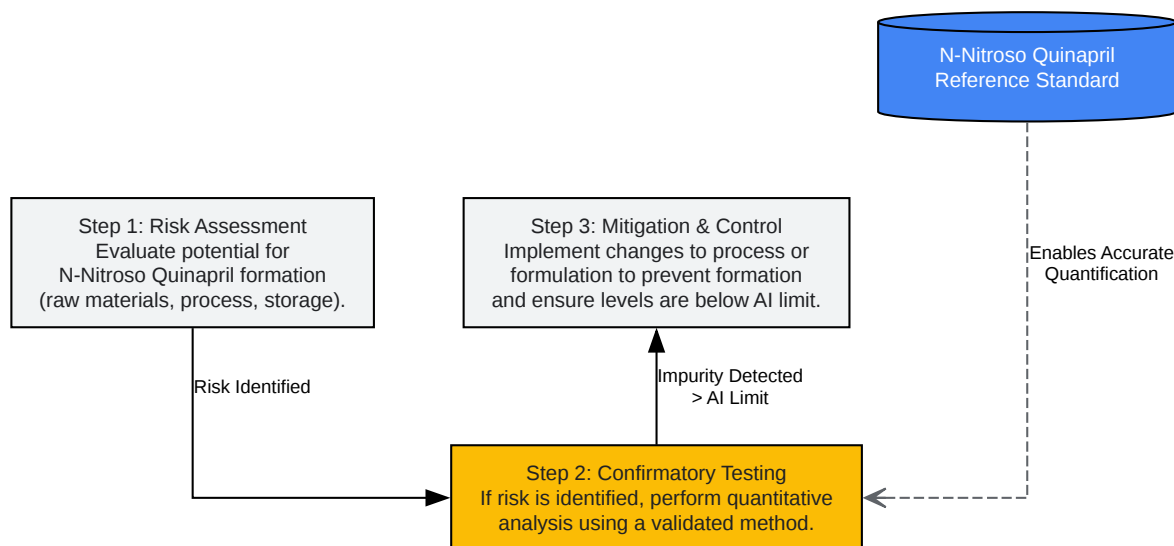 N-Nitroso Quinapril
Reference Standard
Step 1: Risk Assessment
Evaluate potential for
N-Nitroso Quinapril formation
(raw materials, process, storage).
Step 3: Mitigation & Control
Implement changes to process or
formulation to prevent formation
and ensure levels are below AI limit.
Enables Accurate
Quantification
Risk Identified
Impurity Detected
> AI Limit
Step 2: Confirmatory Testing
If risk is identified, perform quantitative
analysis using a validated method.